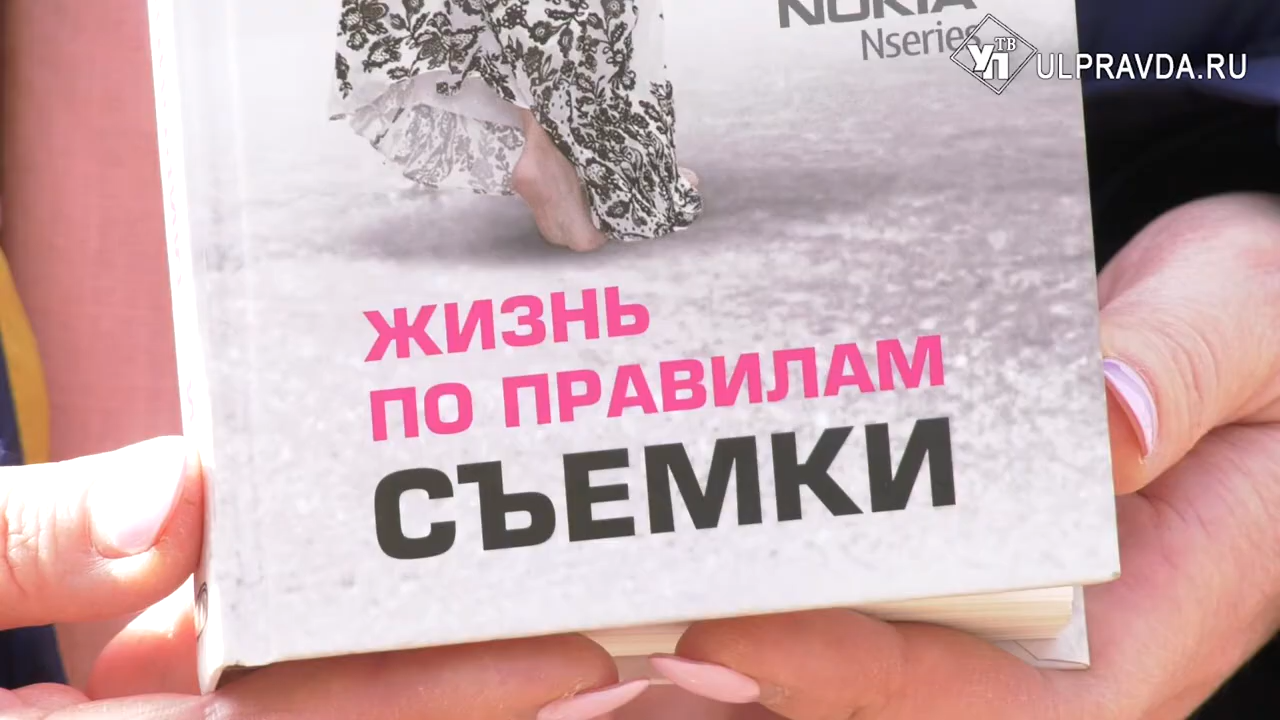 NOKIA
Nseries
УП ТВ ULPRAVDA.RU
ЖИЗНЬ
ПО ПРАВИЛАМ
СЪЕМКИ